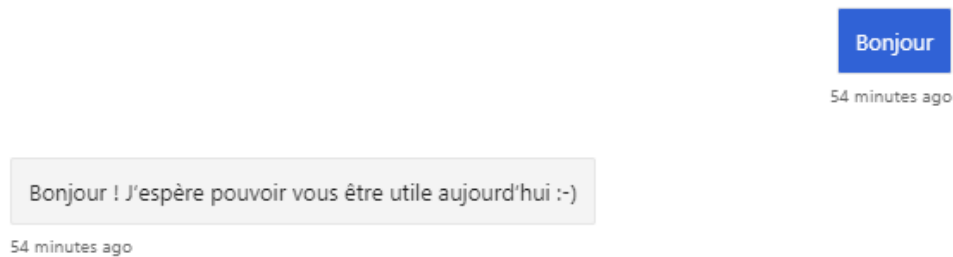 Bonjour
54 minutes ago
Bonjour ! J'espère pouvoir vous être utile aujourd'hui :-)
54 minutes ago